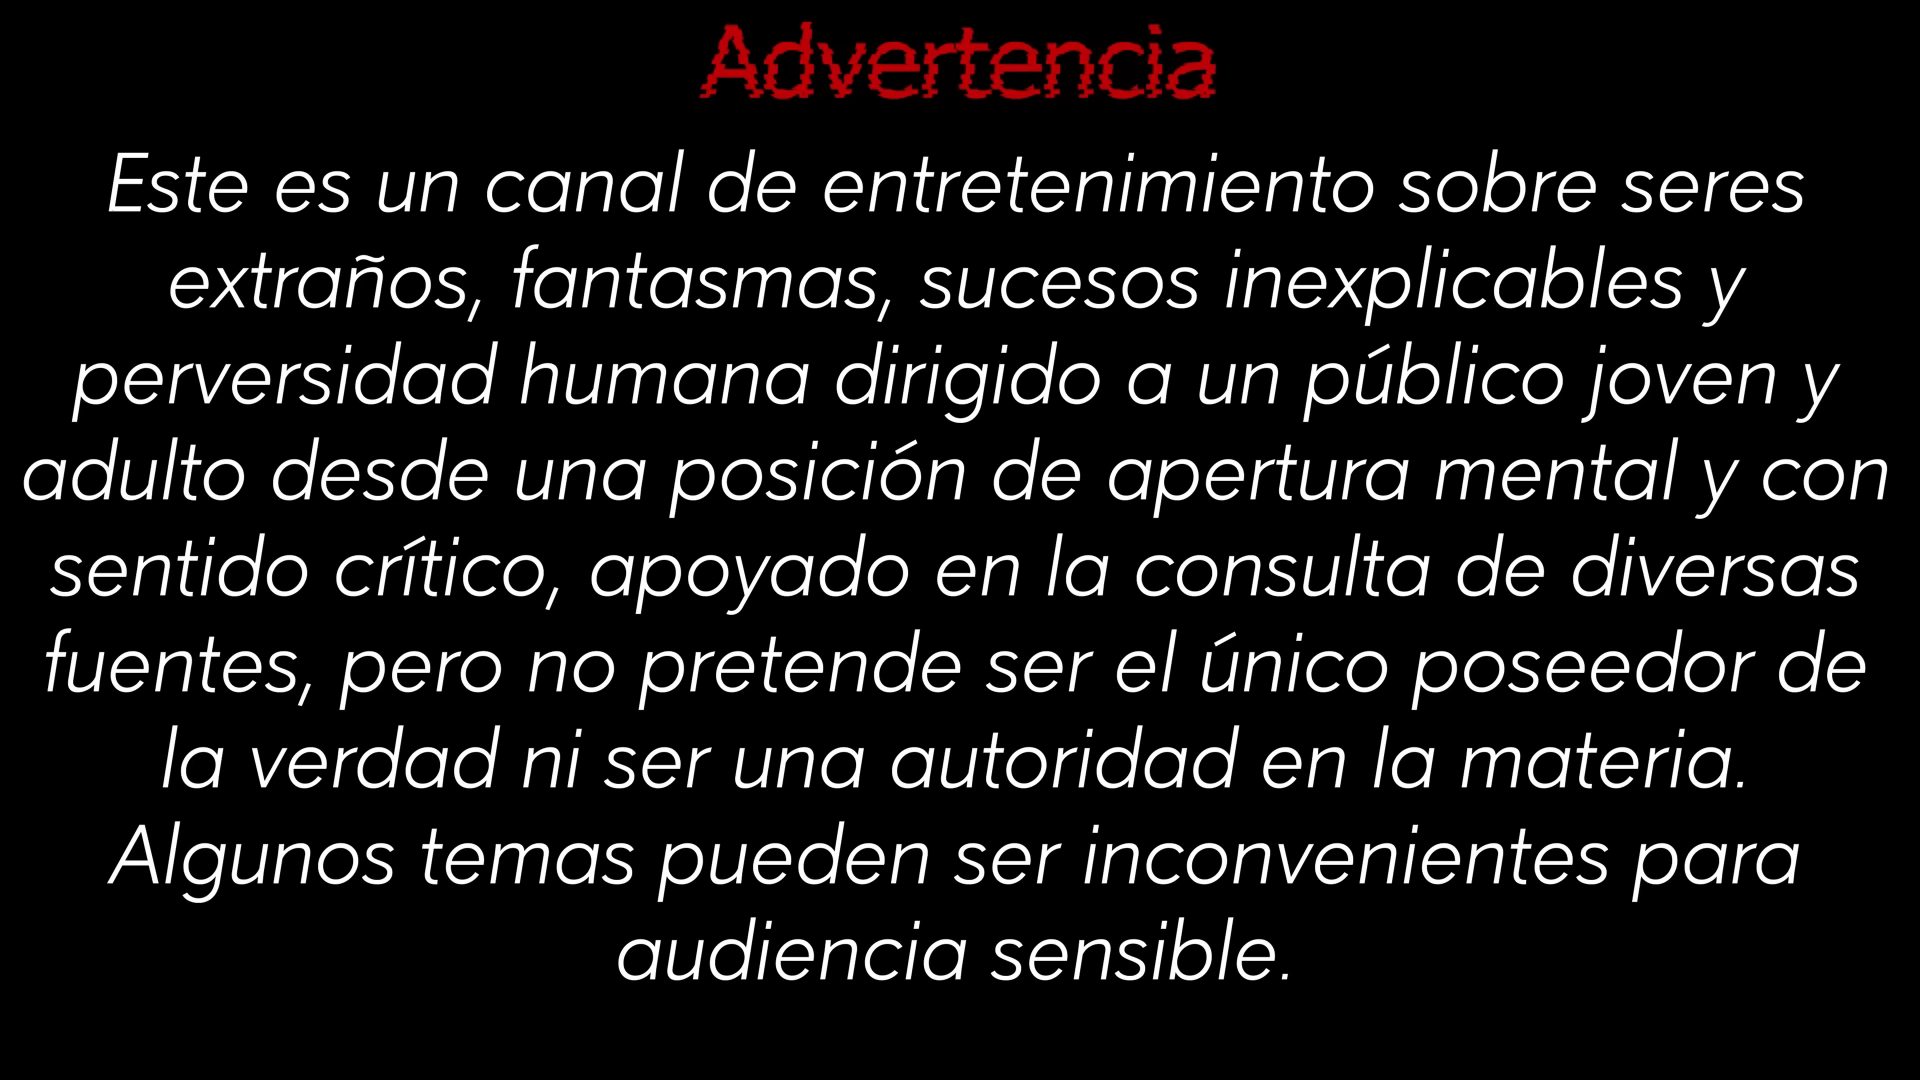 Advertencia
Este es un canal de entretenimiento sobre seres
extraños, fantasmas, sucesos inexplicables y
perversidad humana dirigido a un público joven y
adulto desde una posición de apertura mental y con
sentido crítico, apoyado en la consulta de diversas
fuentes, pero no pretende ser el único poseedor de
la verdad ni ser una autoridad en la materia.
Algunos temas pueden ser inconvenientes para
audiencia sensible.